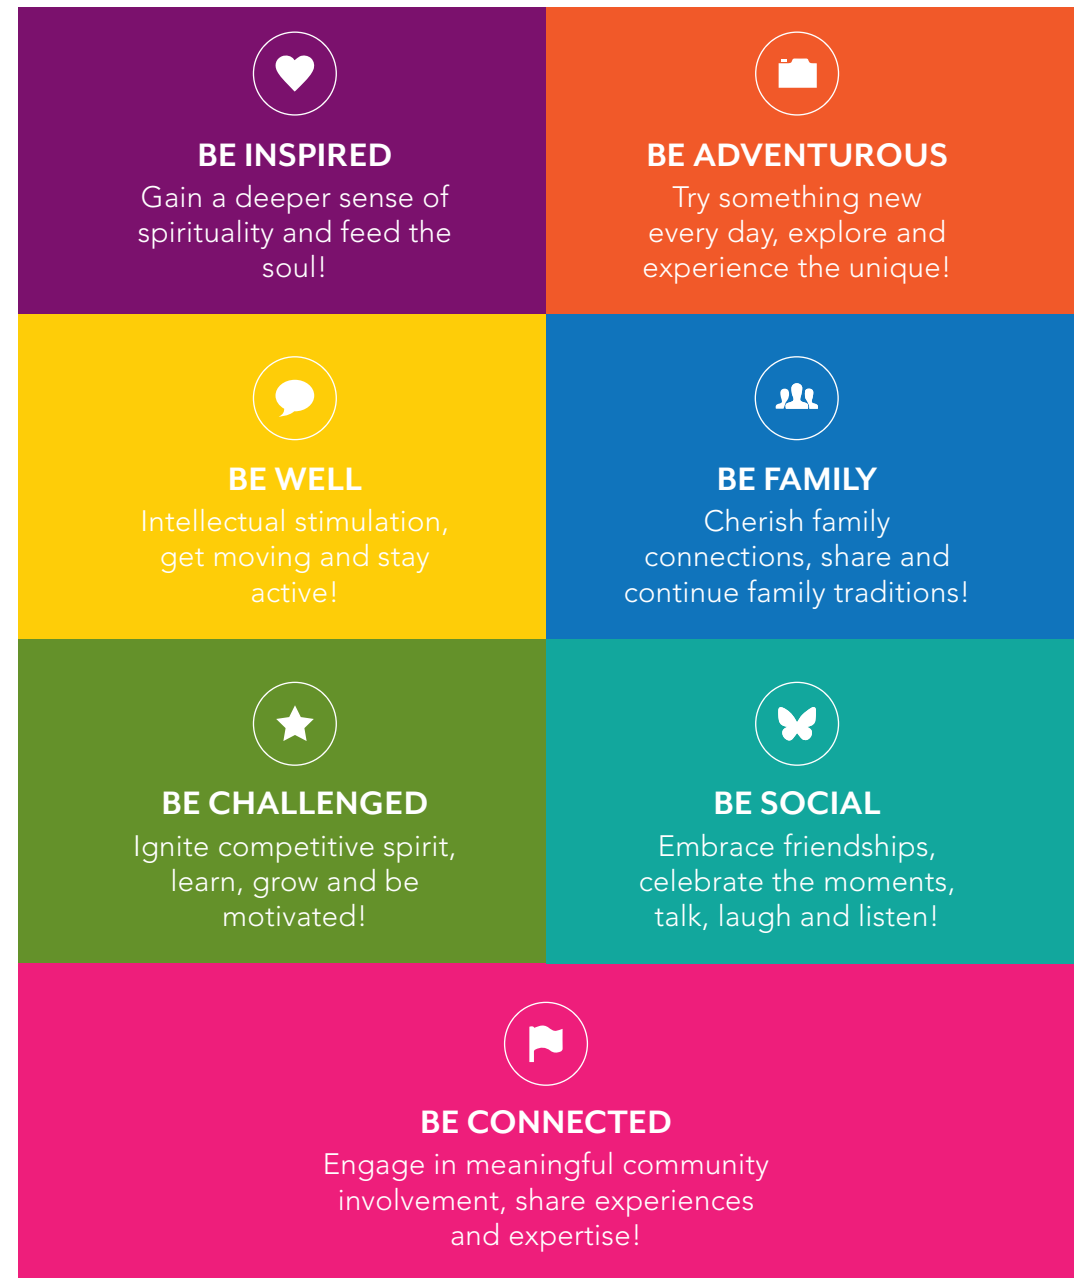 BE INSPIRED
Gain a deeper sense of
spirituality and feed the
soul!
BE ADVENTUROUS
Try something new
every day, explore and
experience the unique!
BE WELL
Intellectual stimulation,
get moving and stay
active!
BE FAMILY
Cherish family
connections, share and
continue family traditions!
BE CHALLENGED
Ignite competitive spirit,
learn, grow and be
motivated!
BE SOCIAL
Embrace friendships,
celebrate the moments,
talk, laugh and listen!
BE CONNECTED
Engage in meaningful community
involvement, share experiences
and expertise!